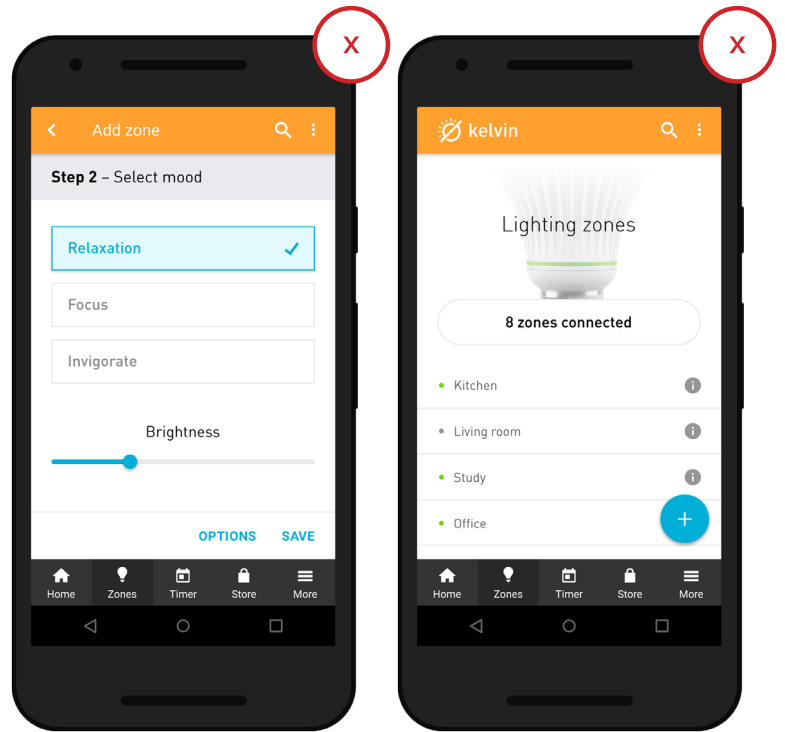 X
Add zone
Step 2 – Select mood
Relaxation
Focus
Invigorate
Brightness
OPTIONS SAVE
Home Zones Timer Store More
X
kelvin
Lighting zones
8 zones connected
Kitchen
Living room
Study
Office
Home Zones Timer Store More